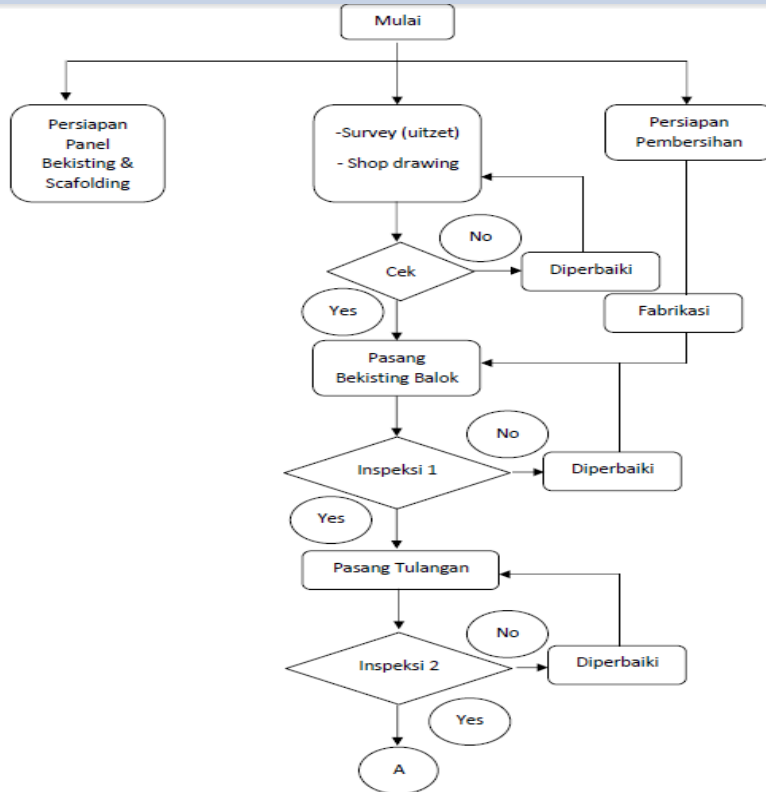 Mulai
Persiapan
Panel
Bekisting &
Scafolding
-Survey (uitzet)
- Shop drawing
Persiapan
Pembersihan
No
Cek
Diperbaiki
Yes
Fabrikasi
Pasang
Bekisting Balok
No
Inspeksi 1
Diperbaiki
Yes
Pasang Tulangan
No
Inspeksi 2
Diperbaiki
Yes
A